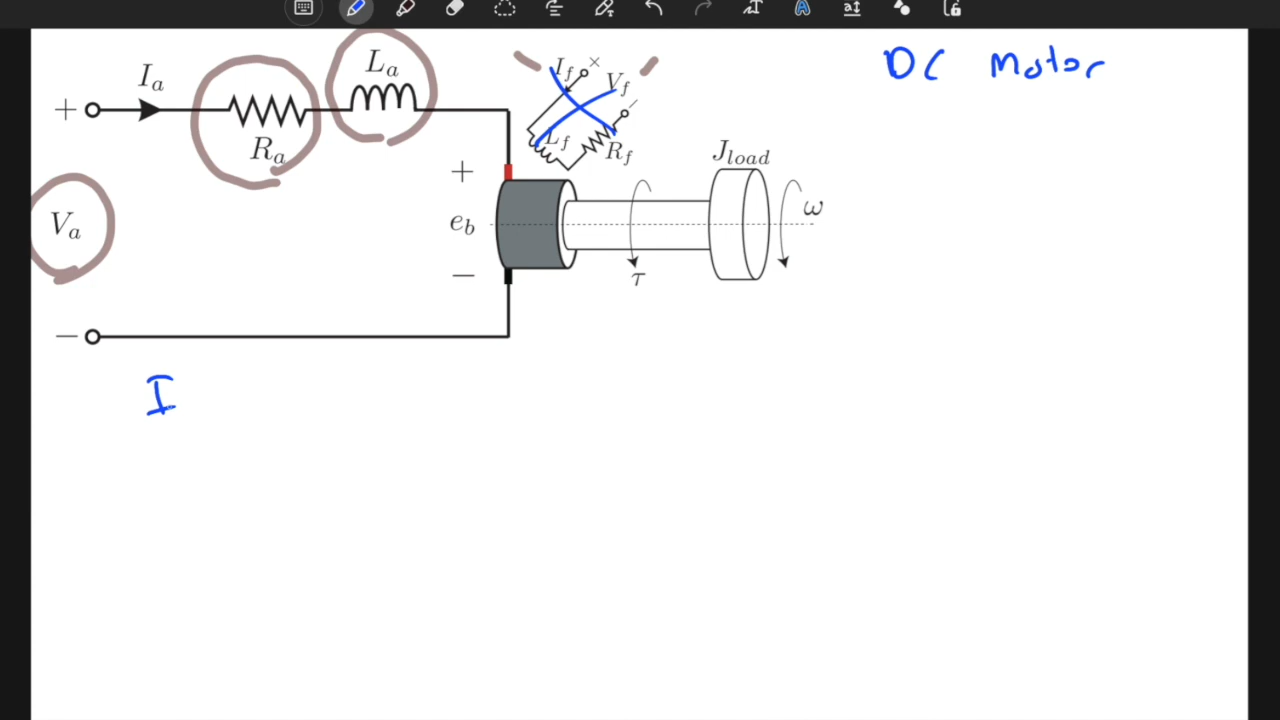 DC Motor
I_a
L_a
R_a
I_f
V_f
L_f
R_f
J_load
+
+
V_a
e_b
ω
−
τ
−
I